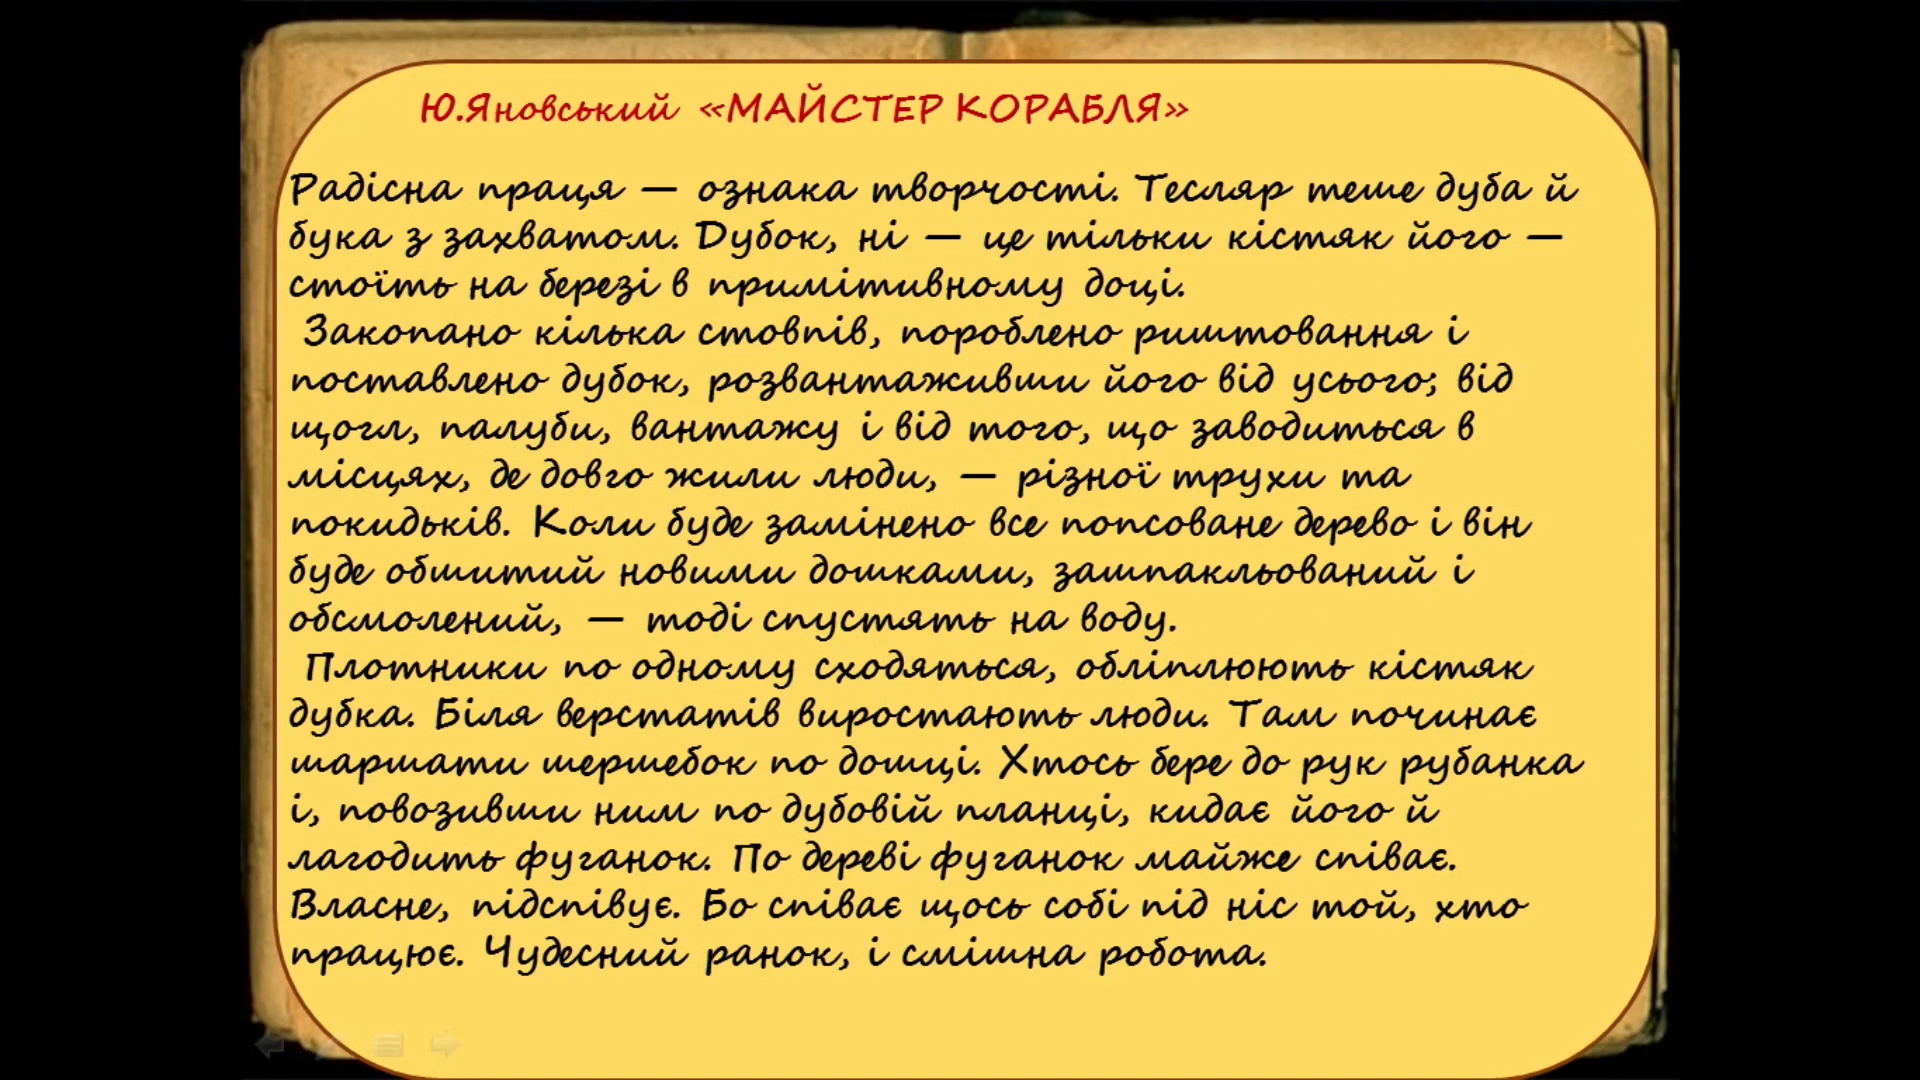 Ю.Яновський «МАЙСТЕР КОРАБЛЯ»
Радісна праця — ознака творчості. Тесляр теше дуба й
бука з захватом. Дубок, ні — це тільки кістяк його —
стоїть на березі в примітивному доці.
Закопано кілька стовпів, пороблено риштовання і
поставлено дубок, розвантаживши його від усього; від
щогл, палуби, вантажу і від того, що заводиться в
місцях, де довго жили люди, — різної трухи та
покидьків. Коли буде замінено все попсоване дерево і він
буде обшитий новими дошками, зашпакльований і
обсмолений, — тоді спустять на воду.
Плотники по одному сходяться, обліплюють кістяк
дубка. Біля верстатів виростають люди. Там починає
шаршати шершебок по дошці. Хтось бере до рук рубанка
і, повозивши ним по дубовій планці, кидає його й
лагодить фуганок. По дереві фуганок майже співає.
Власне, підспівує. Бо співає щось собі під ніс той, хто
працює. Чудесний ранок, і смішна робота.